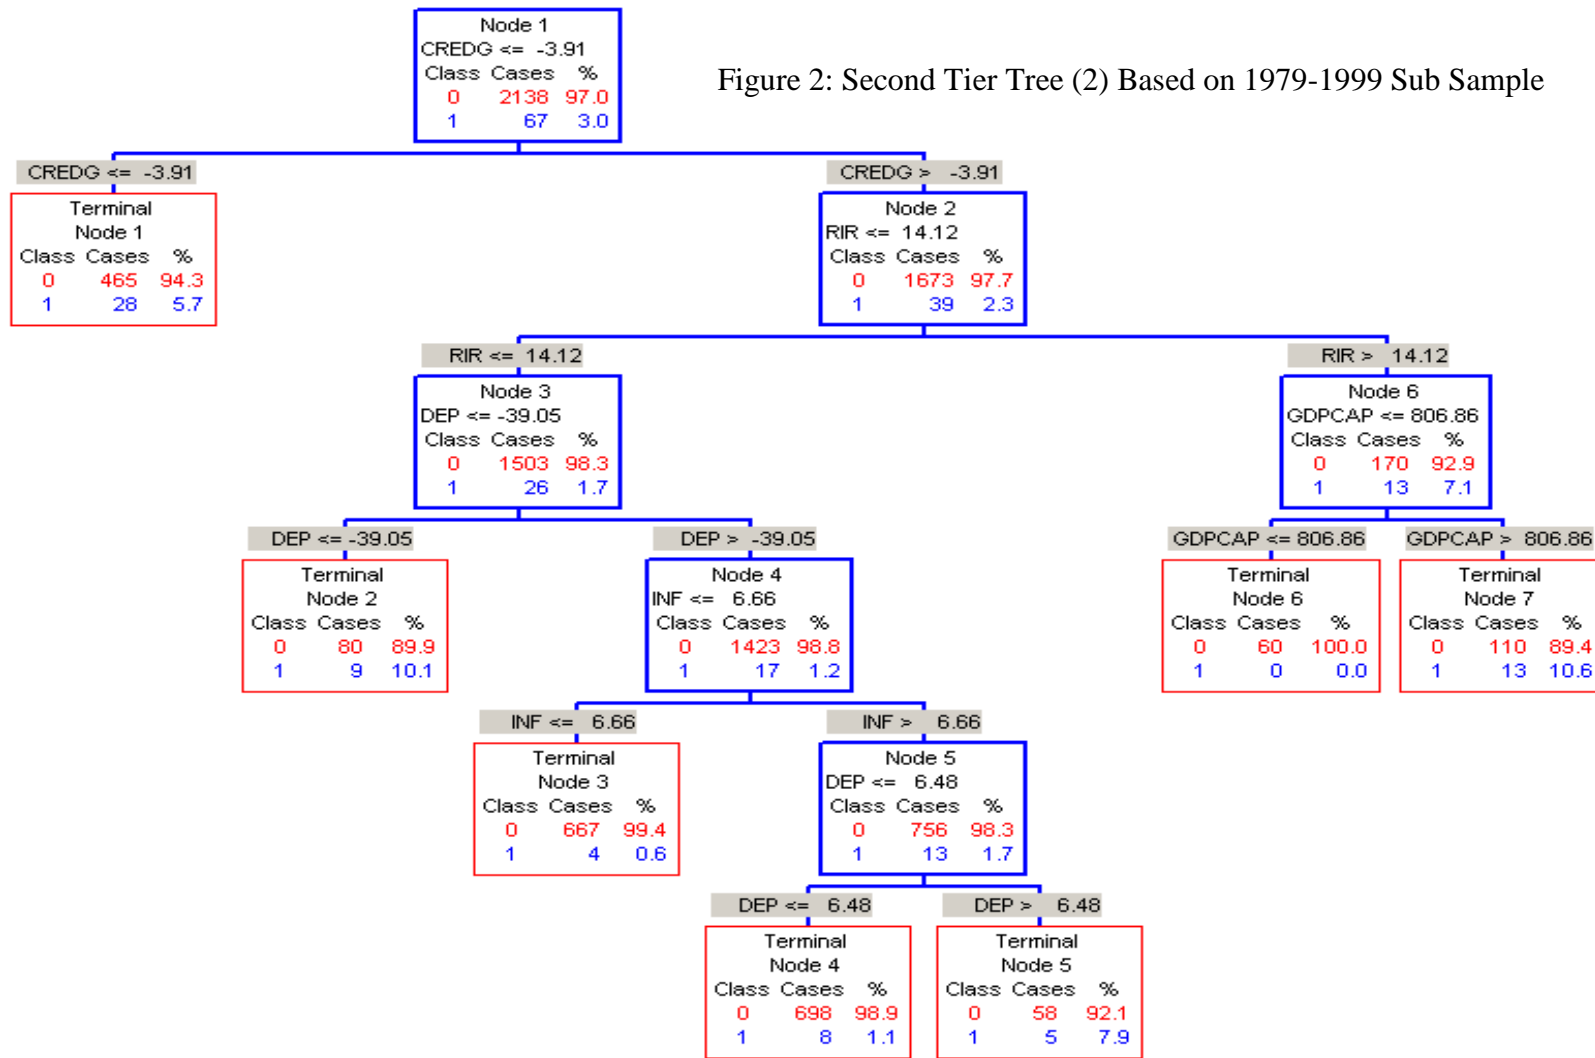 Figure 2: Second Tier Tree (2) Based on 1979-1999 Sub Sample
Node 1
CREDG <= -3.91
Class Cases %
0 2138 97.0
1 67 3.0
CREDG <= -3.91
CREDG > -3.91
Terminal
Node 1
Class Cases %
0 465 94.3
1 28 5.7
Node 2
RIR <= 14.12
Class Cases %
0 1673 97.7
1 39 2.3
RIR <= 14.12
RIR > 14.12
Node 3
DEP <= -39.05
Class Cases %
0 1503 98.3
1 26 1.7
Node 6
GDPCAP <= 806.86
Class Cases %
0 170 92.9
1 13 7.1
DEP <= -39.05
DEP > -39.05
GDPCAP <= 806.86
GDPCAP > 806.86
Terminal
Node 2
Class Cases %
0 80 89.9
1 9 10.1
Node 4
INF <= 6.66
Class Cases %
0 1423 98.8
1 17 1.2
Terminal
Node 6
Class Cases %
0 60 100.0
1 0 0.0
Terminal
Node 7
Class Cases %
0 110 89.4
1 13 10.6
INF <= 6.66
INF > 6.66
Terminal
Node 3
Class Cases %
0 667 99.4
1 4 0.6
Node 5
DEP <= 6.48
Class Cases %
0 756 98.3
1 13 1.7
DEP <= 6.48
DEP > 6.48
Terminal
Node 4
Class Cases %
0 698 98.9
1 8 1.1
Terminal
Node 5
Class Cases %
0 58 92.1
1 5 7.9